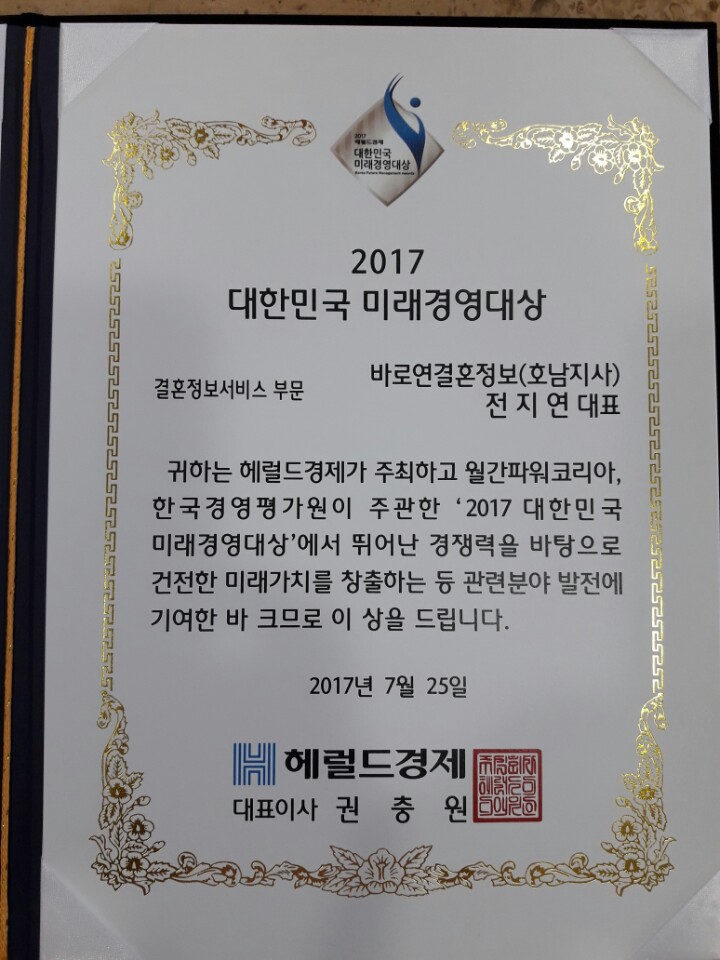 2017
헤럴드경제
대한민국
미래경영대상
Korea Future Management Awards
2017
대한민국 미래경영대상
결혼정보서비스 부문
바로연결혼정보(호남지사)
전 지 연 대표
귀하는 헤럴드경제가 주최하고 월간파워코리아,
한국경영평가원이 주관한 ‘2017 대한민국
미래경영대상’에서 뛰어난 경쟁력을 바탕으로
건전한 미래가치를 창출하는 등 관련분야 발전에
기여한 바 크므로 이 상을 드립니다.
2017년 7월 25일
헤럴드경제
대표이사 권 충 원